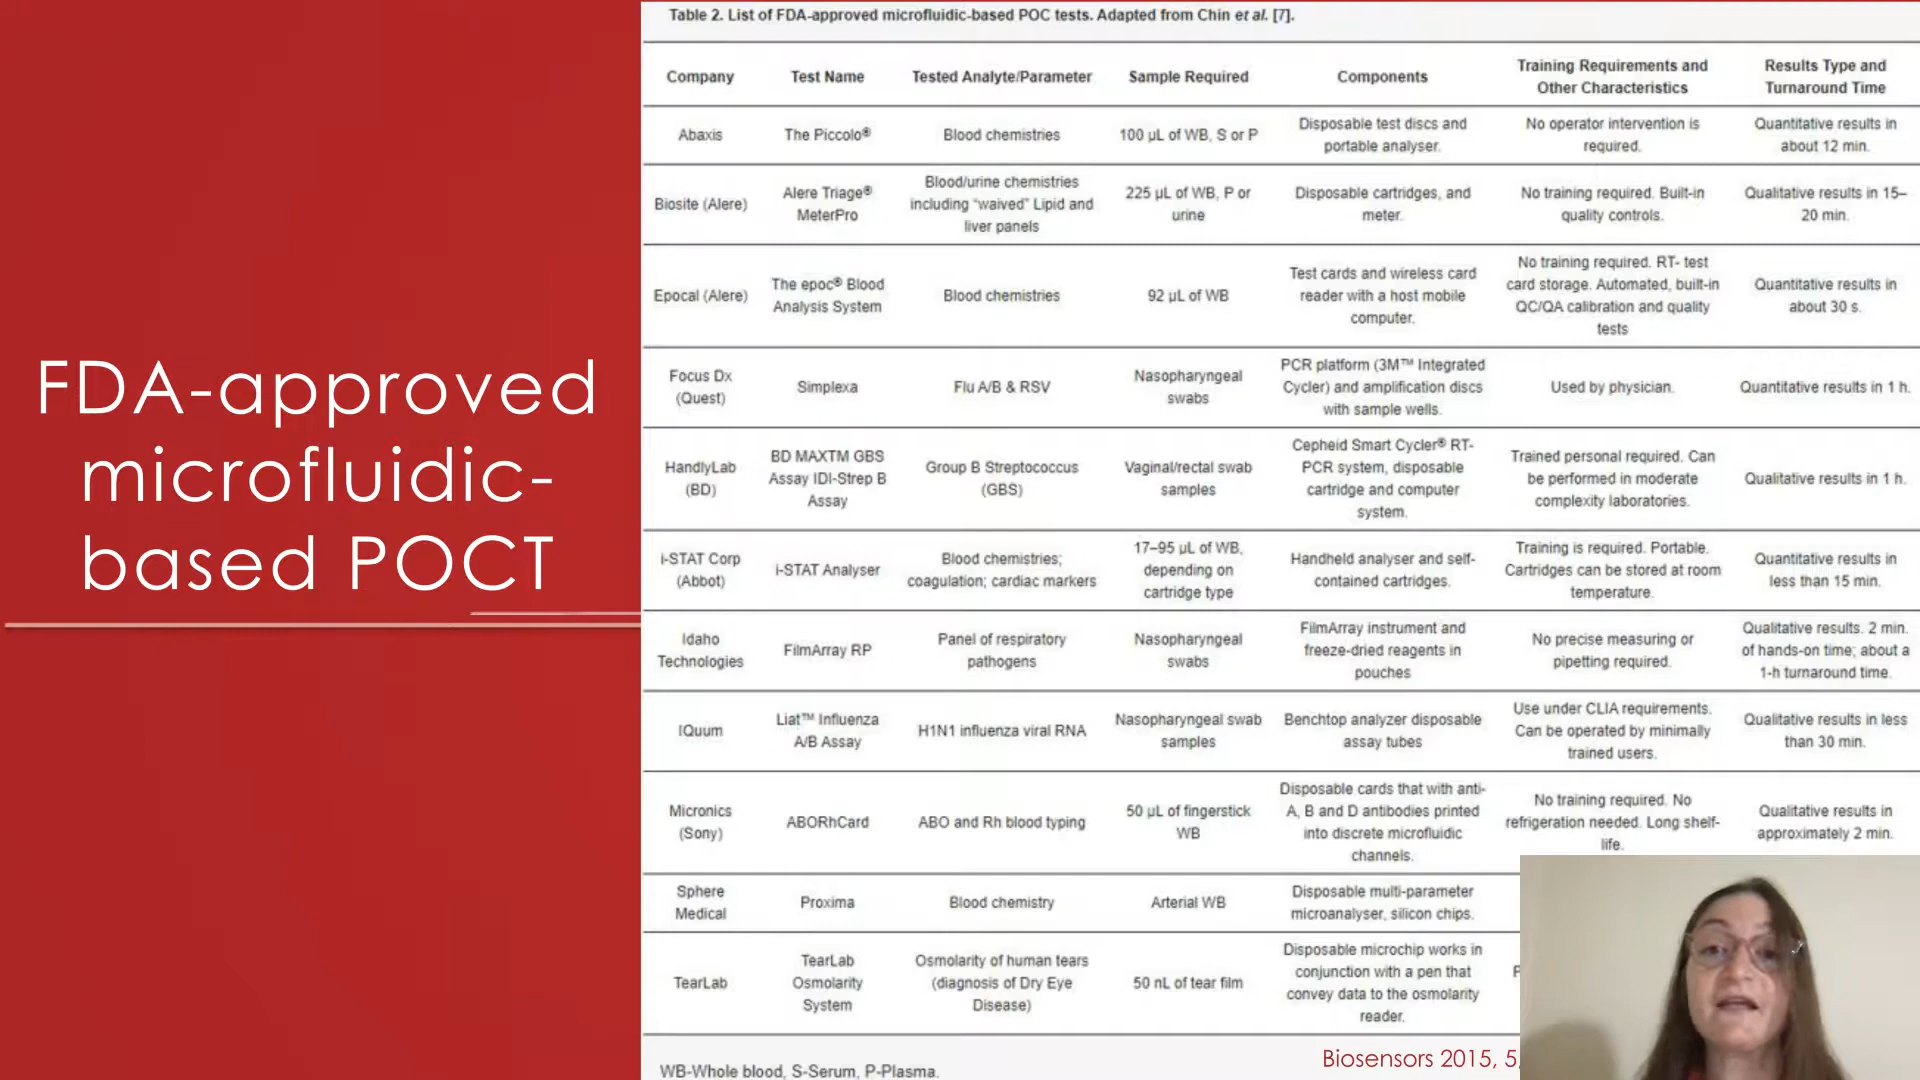 FDA-approved
microfluidic-
based POCT
Table 2. List of FDA-approved microfluidic-based POC tests. Adapted from Chin et al. [7].
Company Test Name Tested Analyte/Parameter Sample Required Components Training Requirements and Other Characteristics Results Type and Turnaround Time
Abaxis The Piccolo® Blood chemistries 100 µL of WB, S or P Disposable test discs and portable analyser. No operator intervention is required. Quantitative results in about 12 min.
Biosite (Alere) Alere Triage® MeterPro Blood/urine chemistries including “waived” Lipid and liver panels 225 µL of WB, P or urine Disposable cartridges, and meter. No training required. Built-in quality controls. Qualitative results in 15–20 min.
Epocal (Alere) The epoc® Blood Analysis System Blood chemistries 92 µL of WB Test cards and wireless card reader with a host mobile computer. No training required. RT- test card storage. Automated, built-in QC/QA calibration and quality tests Quantitative results in about 30 s.
Focus Dx (Quest) Simplexa Flu A/B & RSV Nasopharyngeal swabs PCR platform (3M™ Integrated Cycler) and amplification discs with sample wells. Used by physician. Quantitative results in 1 h.
HandlyLab (BD) BD MAXTM GBS Assay IDI-Strep B Assay Group B Streptococcus (GBS) Vaginal/rectal swab samples Cepheid Smart Cycler® RT-PCR system, disposable cartridge and computer system. Trained personal required. Can be performed in moderate complexity laboratories. Qualitative results in 1 h.
i-STAT Corp (Abbot) i-STAT Analyser Blood chemistries; coagulation; cardiac markers 17–95 µL of WB, depending on cartridge type Handheld analyser and self-contained cartridges. Training is required. Portable. Cartridges can be stored at room temperature. Quantitative results in less than 15 min.
Idaho Technologies FilmArray RP Panel of respiratory pathogens Nasopharyngeal swabs FilmArray instrument and freeze-dried reagents in pouches No precise measuring or pipetting required. Qualitative results. 2 min. of hands-on time; about a 1-h turnaround time.
IQuum Liat™ Influenza A/B Assay H1N1 influenza viral RNA Nasopharyngeal swab samples Benchtop analyzer disposable assay tubes Use under CLIA requirements. Can be operated by minimally trained users. Qualitative results in less than 30 min.
Micronics (Sony) ABORhCard ABO and Rh blood typing 50 µL of fingerstick WB Disposable cards that with anti-A, B and D antibodies printed into discrete microfluidic channels. No training required. No refrigeration needed. Long shelf-life. Qualitative results in approximately 2 min.
Sphere Medical Proxima Blood chemistry Arterial WB Disposable multi-parameter microanalyser, silicon chips.
TearLab TearLab Osmolarity System Osmolarity of human tears (diagnosis of Dry Eye Disease) 50 nL of tear film Disposable microchip works in conjunction with a pen that convey data to the osmolarity reader.
WB-Whole blood, S-Serum, P-Plasma.
Biosensors 2015, 5,